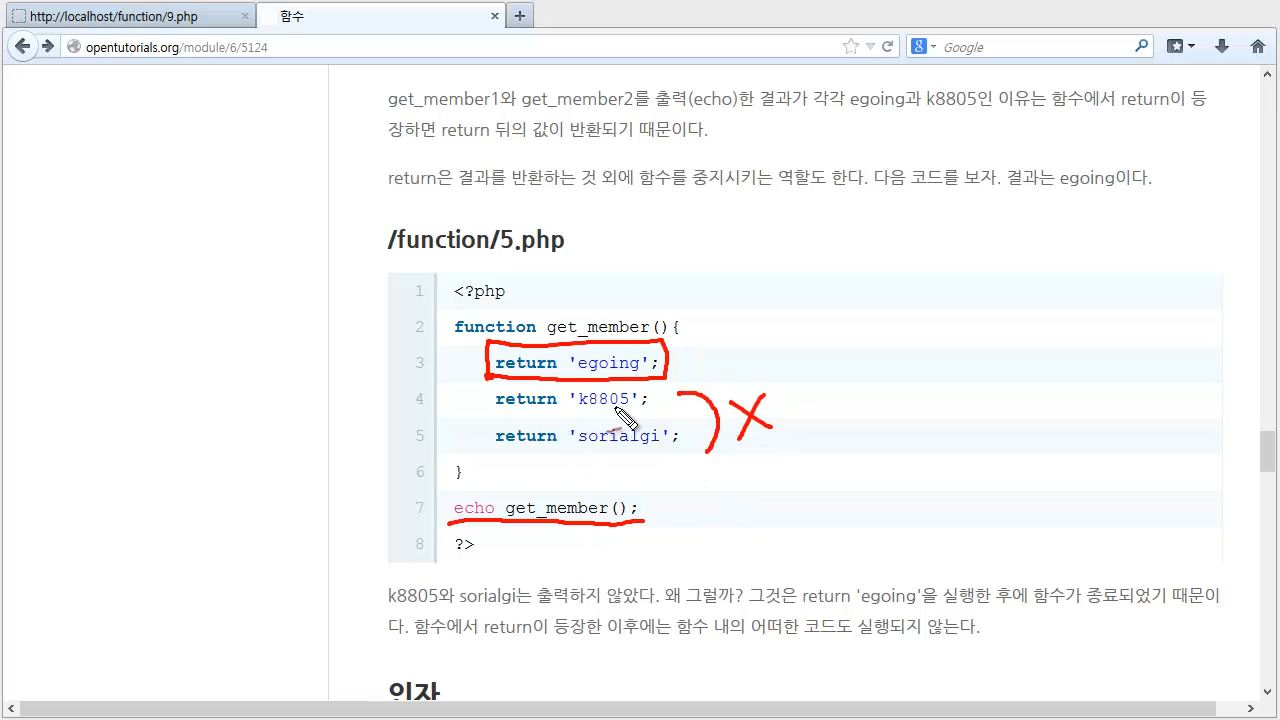 http://localhost/function/9.php
함수
opentutorials.org/module/6/5124
Google
get_member1와 get_member2를 출력(echo)한 결과가 각각 egoing과 k8805인 이유는 함수에서 return이 등
장하면 return 뒤의 값이 반환되기 때문이다.
return은 결과를 반환하는 것 외에 함수를 중지시키는 역할도 한다. 다음 코드를 보자. 결과는 egoing이다.
/function/5.php
1 <?php
2 function get_member(){
3 return 'egoing';
4 return 'k8805';
5 return 'sorialgi';
6 }
7 echo get_member();
8 ?>
k8805와 sorialgi는 출력하지 않았다. 왜 그럴까? 그것은 return 'egoing'을 실행한 후에 함수가 종료되었기 때문이
다. 함수에서 return이 등장한 이후에는 함수 내의 어떠한 코드도 실행되지 않는다.
인자